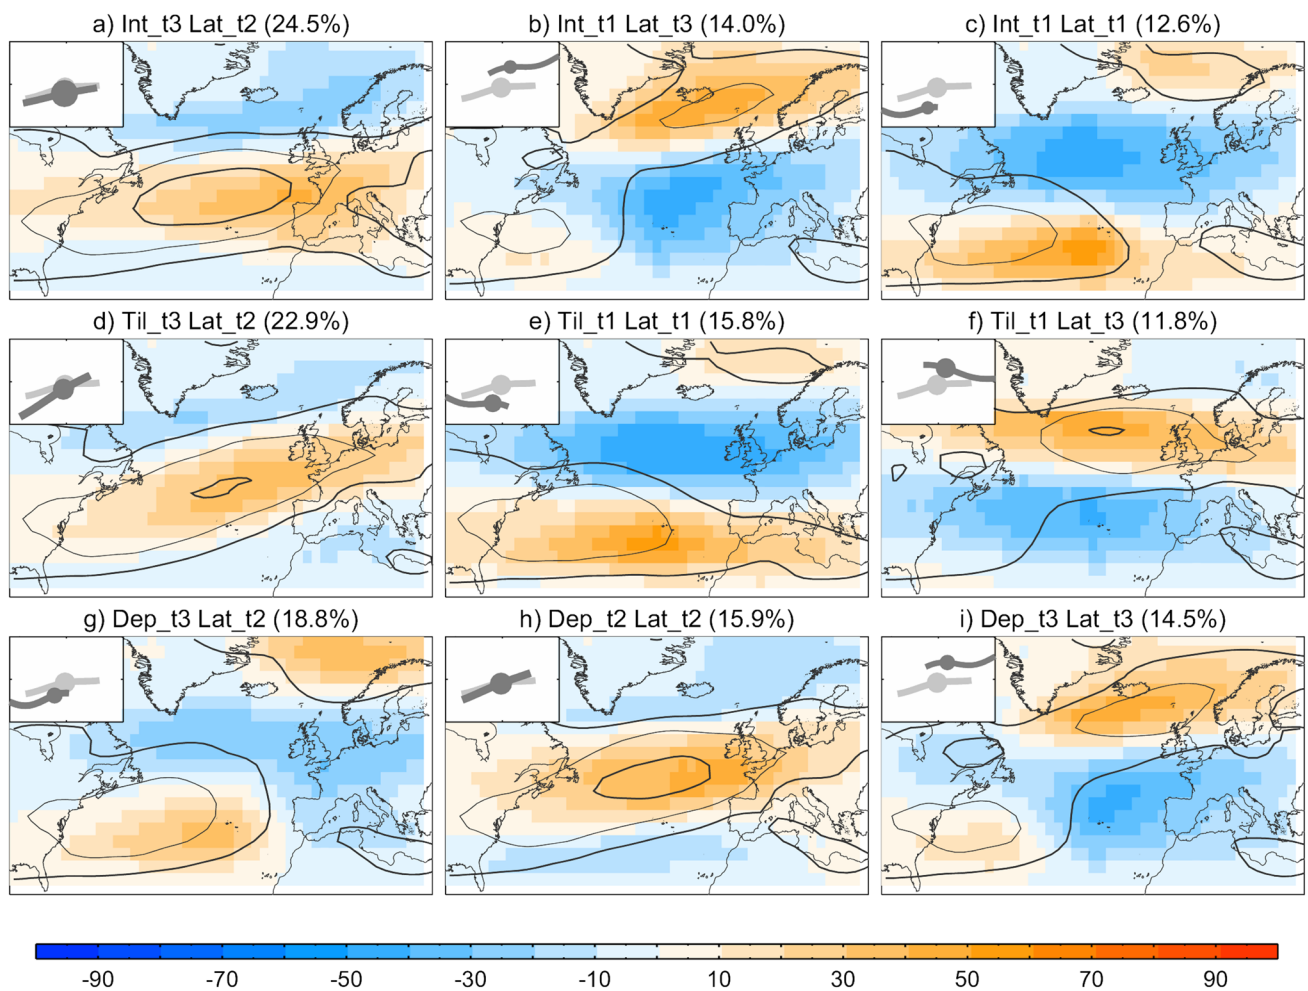 a) Int_t3 Lat_t2 (24.5%)
b) Int_t1 Lat_t3 (14.0%)
c) Int_t1 Lat_t1 (12.6%)
d) Til_t3 Lat_t2 (22.9%)
e) Til_t1 Lat_t1 (15.8%)
f) Til_t1 Lat_t3 (11.8%)
g) Dep_t3 Lat_t2 (18.8%)
h) Dep_t2 Lat_t2 (15.9%)
i) Dep_t3 Lat_t3 (14.5%)
-90 -70 -50 -30 -10 10 30 50 70 90